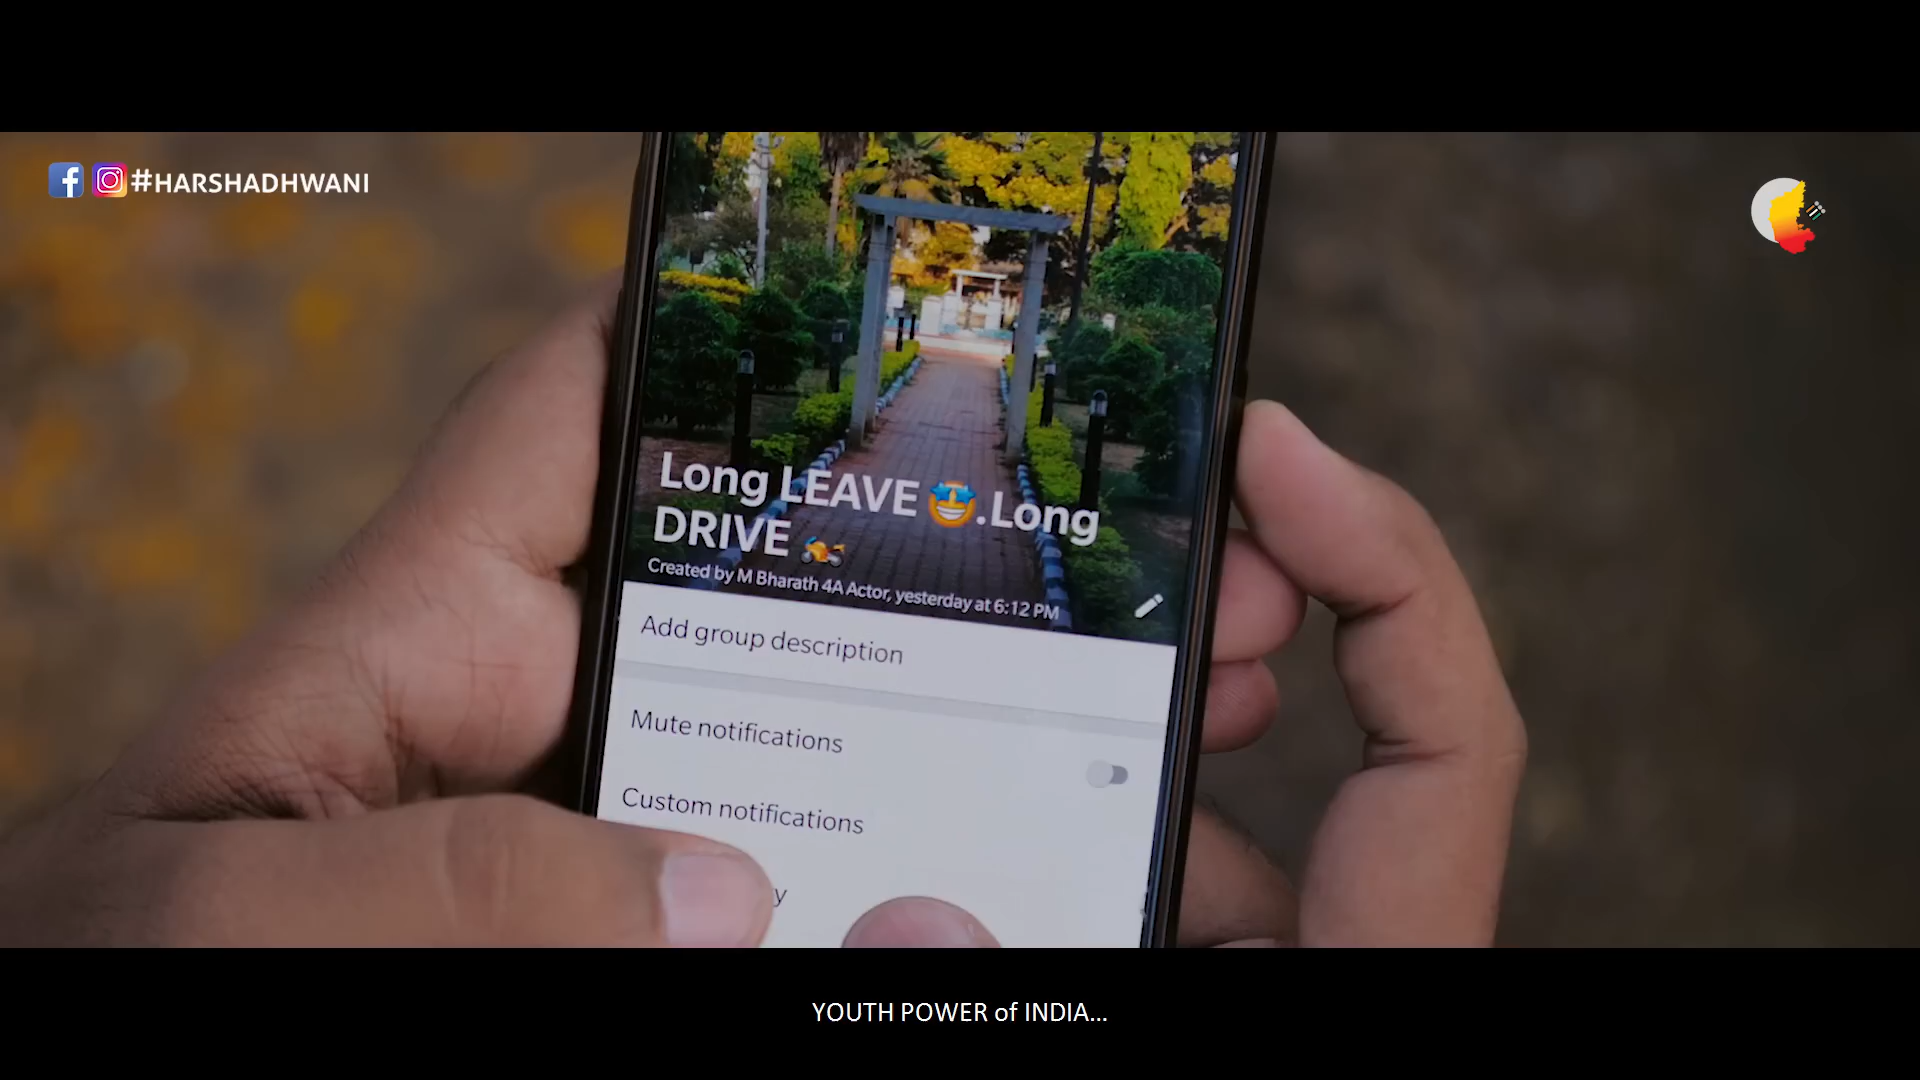 #HARSHADHWANI
Long LEAVE 🤩.Long
DRIVE 🏍️
Created by M Bharath 4A Actor, yesterday at 6:12 PM
Add group description
Mute notifications
Custom notifications
YOUTH POWER of INDIA...